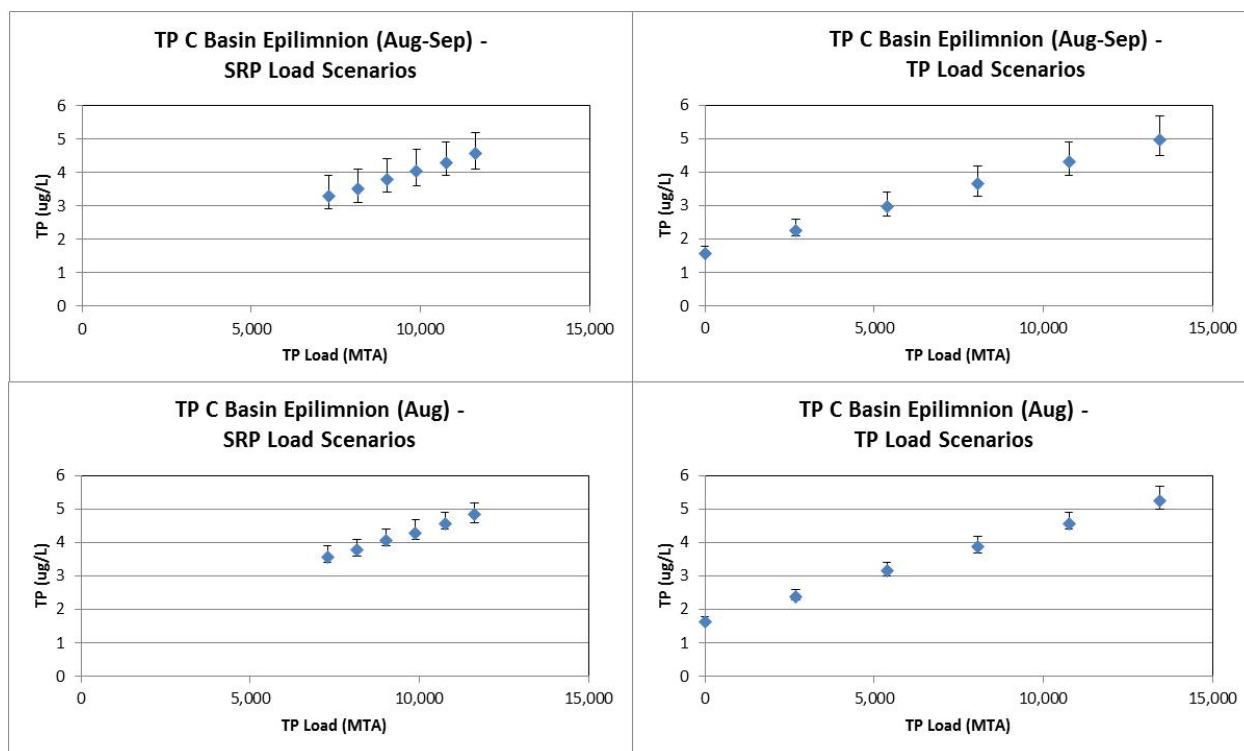 TP C Basin Epilimnion (Aug-Sep) -
SRP Load Scenarios
6
5
4
3
2
1
0
TP (ug/L)
0 5,000 10,000 15,000
TP Load (MTA)
TP C Basin Epilimnion (Aug-Sep) -
TP Load Scenarios
6
5
4
3
2
1
0
TP (ug/L)
0 5,000 10,000 15,000
TP Load (MTA)
TP C Basin Epilimnion (Aug) -
SRP Load Scenarios
6
5
4
3
2
1
0
TP (ug/L)
0 5,000 10,000 15,000
TP Load (MTA)
TP C Basin Epilimnion (Aug) -
TP Load Scenarios
6
5
4
3
2
1
0
TP (ug/L)
0 5,000 10,000 15,000
TP Load (MTA)